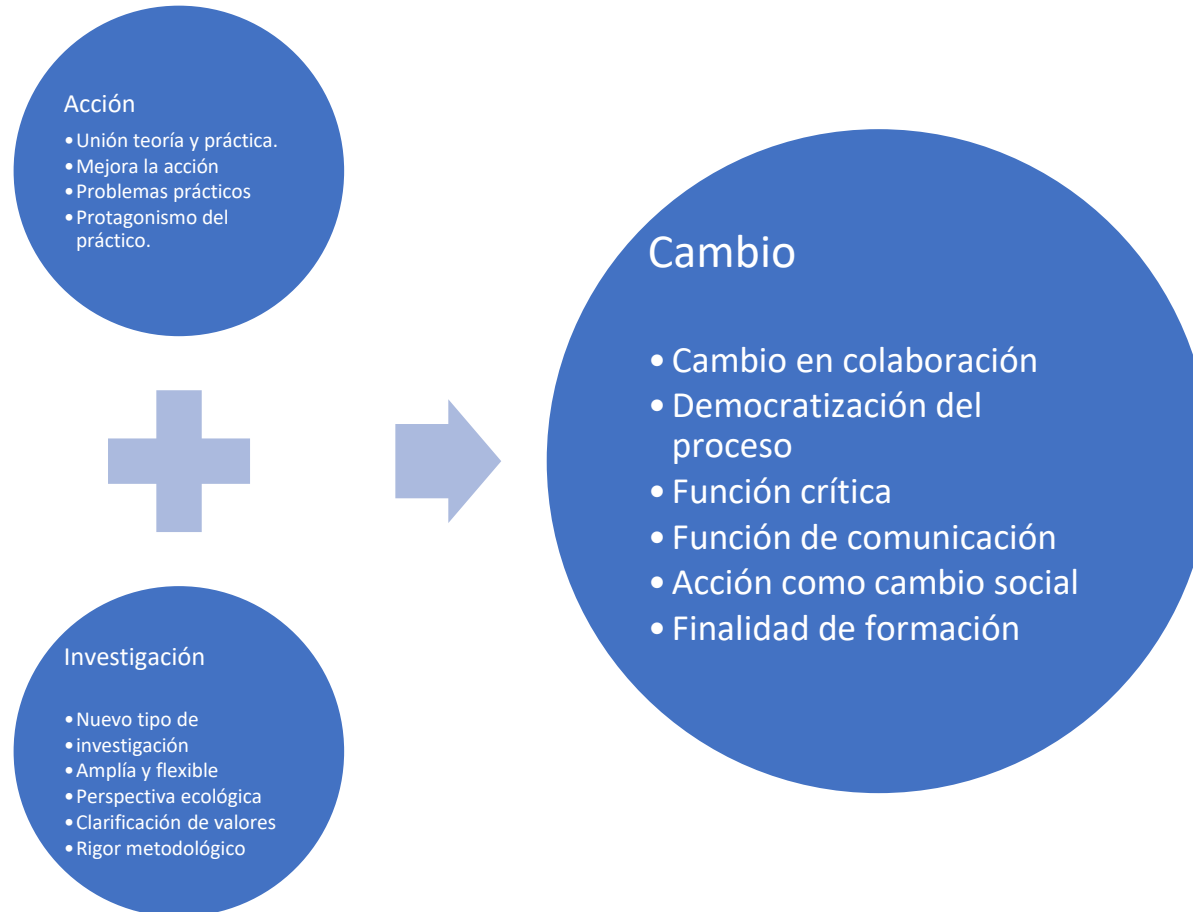 Acción
•Unión teoría y práctica.
•Mejora la acción
•Problemas prácticos
•Protagonismo del
práctico.
Investigación
•Nuevo tipo de
•investigación
•Amplía y flexible
•Perspectiva ecológica
•Clarificación de valores
•Rigor metodológico
Cambio
•Cambio en colaboración
•Democratización del
proceso
•Función crítica
•Función de comunicación
•Acción como cambio social
•Finalidad de formación